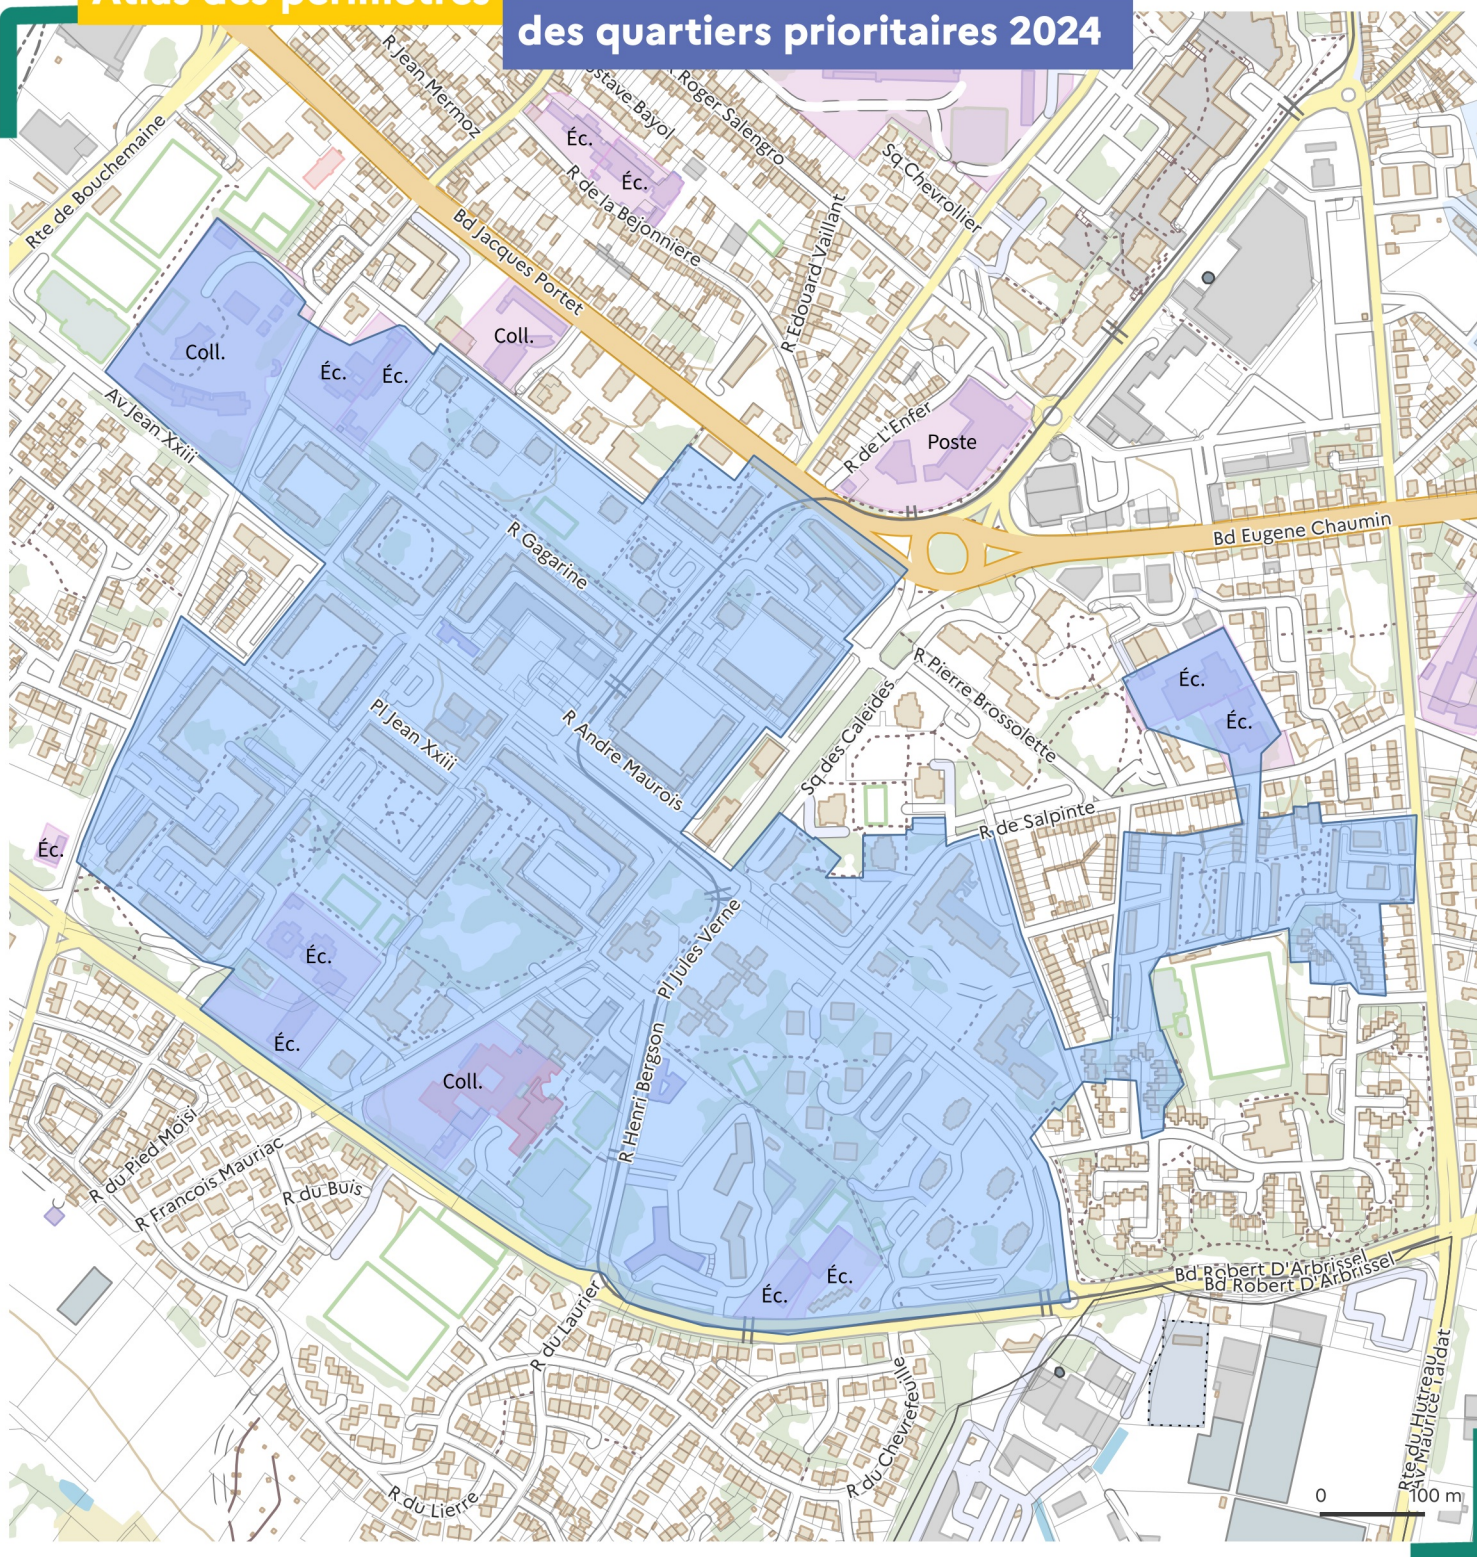 Atlas des périmètres
des quartiers prioritaires 2024
R Jean Mermoz
R Gustave Bayol
R Roger Salengro
Sq Chevrollier
Rte de Bouchemaine
Éc.
Éc.
R de la Bejonniere
Bd Jacques Portet
R Edouard Vaillant
Coll.
Coll.
Éc.
Éc.
Av Jean Xxiii
R de L'Enfer
Poste
Bd Eugene Chaumin
R Gagarine
R Pierre Brossolette
Éc.
Éc.
Sq des Caleides
Pl Jean Xxiii
R Andre Maurois
R de Salpinte
Éc.
Pl Jules Verne
Éc.
Éc.
Coll.
R Henri Bergson
R du Pied Moisi
R Francois Mauriac
R du Buis
Éc.
Éc.
Bd Robert D'Arbrissel
Bd Robert D'Arbrissel
R du Laurier
R du Chevrefeuille
R du Lierre
Rte du Hutreau
Av Maurice Tardat
0 100 m